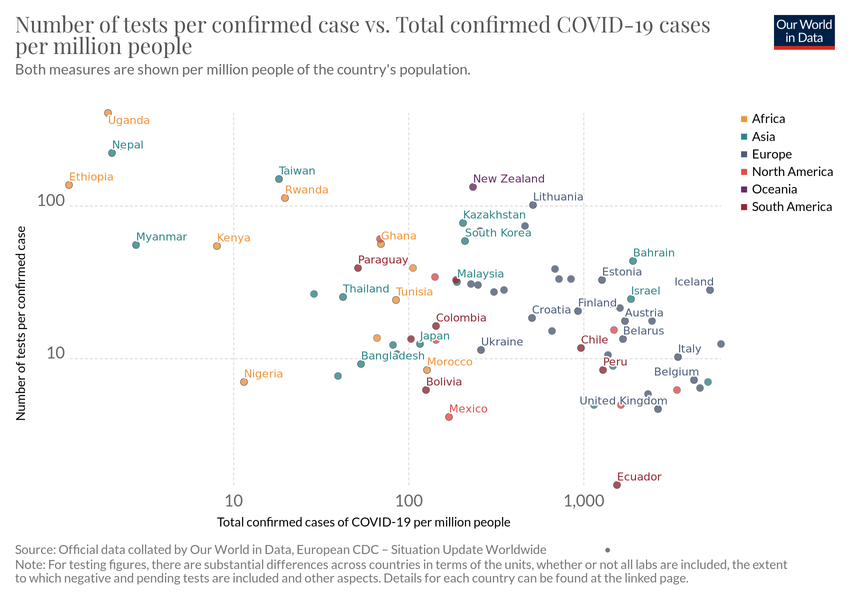 Number of tests per confirmed case vs. Total confirmed COVID-19 cases
per million people
Both measures are shown per million people of the country's population.
Our World
in Data
Uganda
Nepal
Ethiopia
Taiwan
Rwanda
New Zealand
Lithuania
100
Kazakhstan
South Korea
Myanmar
Kenya
Ghana
Paraguay
Malaysia
Bahrain
Estonia
Iceland
Thailand
Tunisia
Israel
Finland
Croatia
Austria
Colombia
Belarus
Japan
Ukraine
Chile
Italy
10
Bangladesh
Morocco
Peru
Belgium
Nigeria
Bolivia
United Kingdom
Mexico
Ecuador
Number of tests per confirmed case
10
100
1,000
Total confirmed cases of COVID-19 per million people
Africa
Asia
Europe
North America
Oceania
South America
Source: Official data collated by Our World in Data, European CDC – Situation Update Worldwide
Note: For testing figures, there are substantial differences across countries in terms of the units, whether or not all labs are included, the extent
to which negative and pending tests are included and other aspects. Details for each country can be found at the linked page.